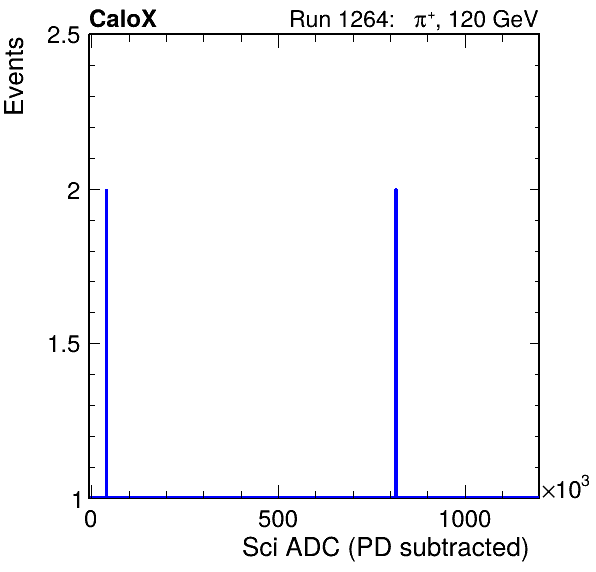 CaloX Run 1264: π⁺, 120 GeV
Events
2.5
2
1.5
1
0 500 1000
×10³
Sci ADC (PD subtracted)